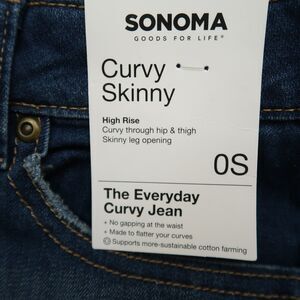 SONOMA
GOODS FOR LIFE®
Curvy
Skinny
High Rise
Curvy through hip & thigh
Skinny leg opening
0S
The Everyday
Curvy Jean
+ No gapping at the waist
+ Made to flatter your curves
Supports more-sustainable cotton farming